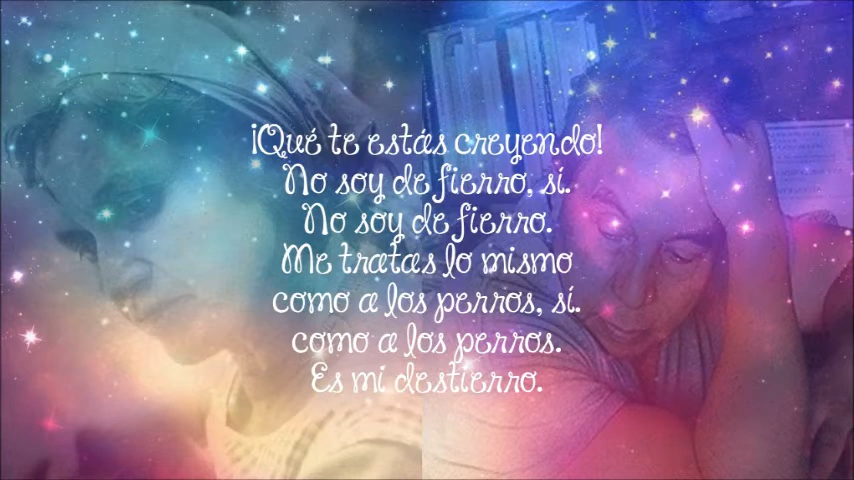 ¡Qué te estás creyendo!
No soy de fierro, sí.
No soy de fierro.
Me tratas lo mismo
como a los perros, sí.
como a los perros.
Es mi destierro.